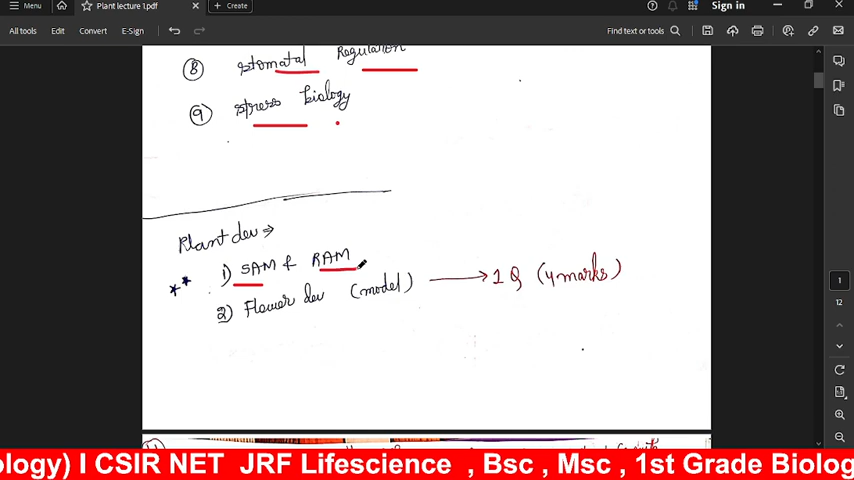 Menu
Plant lecture 1.pdf
Create
Sign in
All tools
Edit
Convert
E-Sign
Find text or tools
8 Stomatal Regulation
9 Stress biology
Plant dev ⇒
** 1) SAM & RAM
2) Flower dev (model) → 1 Q (4 marks)
1
12
ology) I CSIR NET JRF Lifescience , Bsc , Msc , 1st Grade Biolog